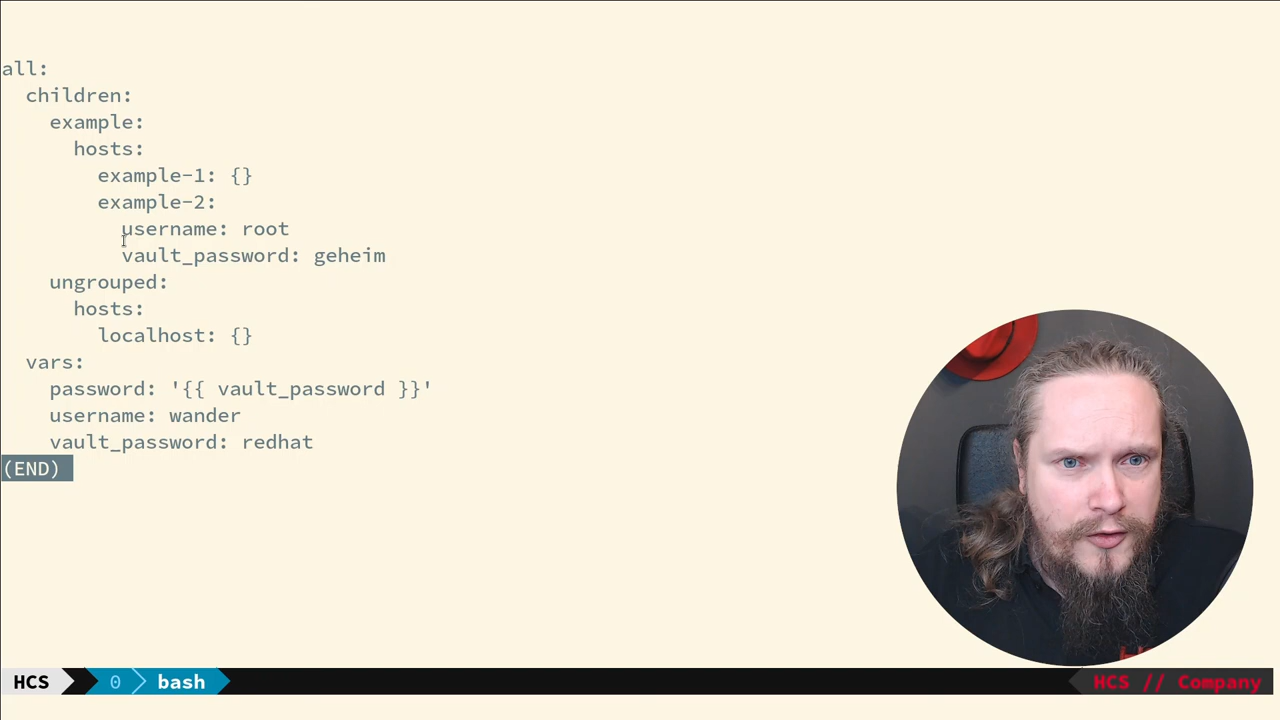 all:
  children:
    example:
      hosts:
        example-1: {}
        example-2:
          username: root
          vault_password: geheim
    ungrouped:
      hosts:
        localhost: {}
  vars:
    password: '{{ vault_password }}'
    username: wander
    vault_password: redhat
(END)
HCS 0 bash HCS // Company